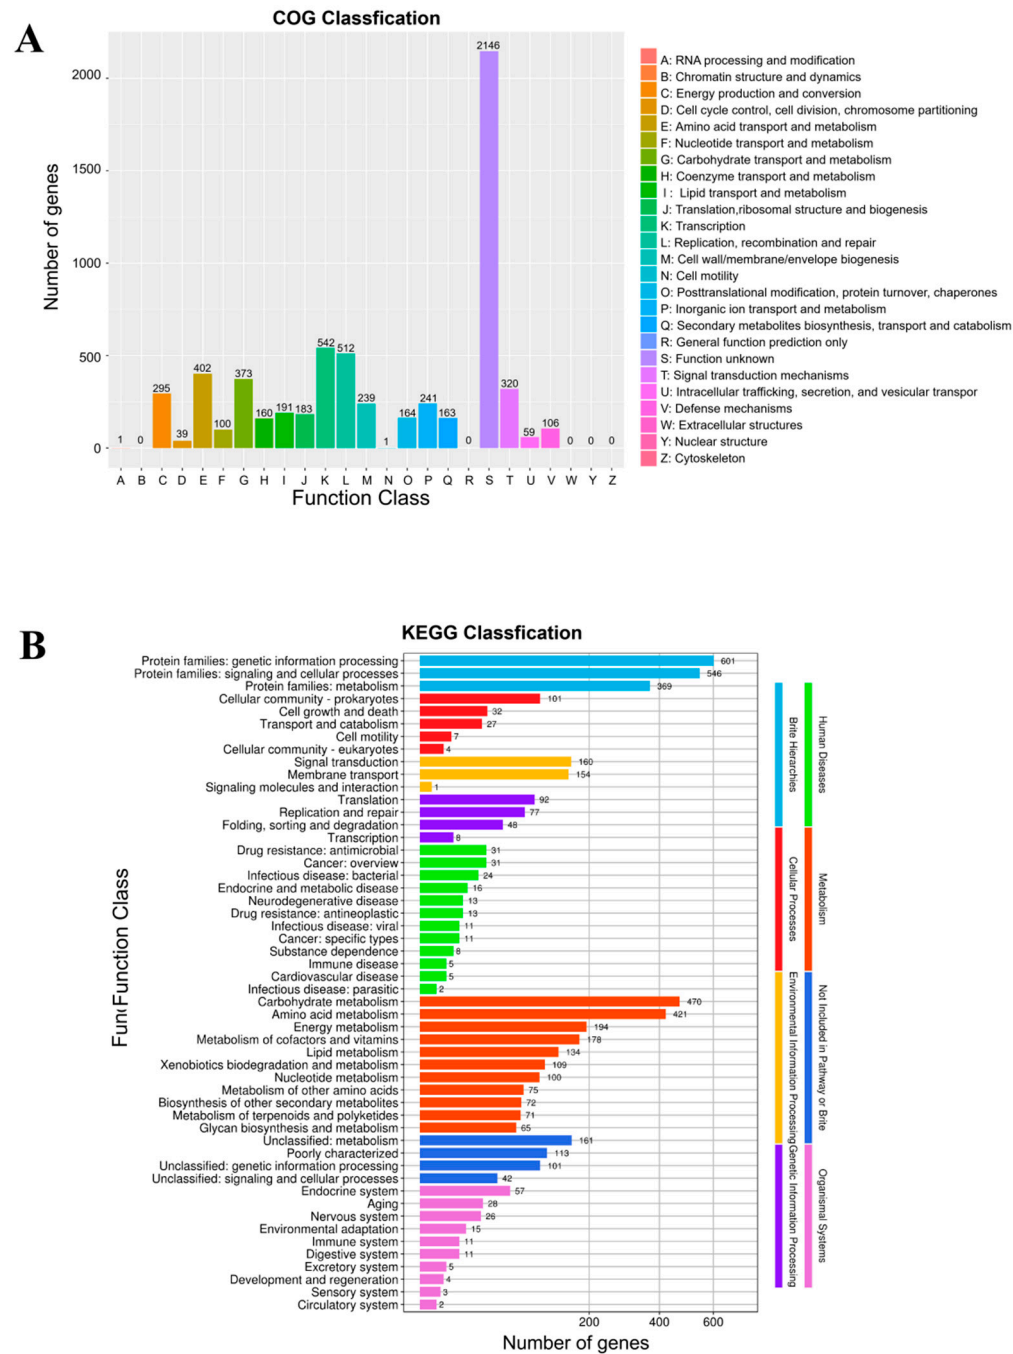 A
COG Classfication
2000
1500
1000
500
0
Number of genes
1 0 295 39 402 100 373 160 191 183 542 512 239 1 164 241 163 0 2146 320 59 106 0 0 0
A B C D E F G H I J K L M N O P Q R S T U V W Y Z
Function Class
A: RNA processing and modification
B: Chromatin structure and dynamics
C: Energy production and conversion
D: Cell cycle control, cell division, chromosome partitioning
E: Amino acid transport and metabolism
F: Nucleotide transport and metabolism
G: Carbohydrate transport and metabolism
H: Coenzyme transport and metabolism
I : Lipid transport and metabolism
J: Translation,ribosomal structure and biogenesis
K: Transcription
L: Replication, recombination and repair
M: Cell wall/membrane/envelope biogenesis
N: Cell motility
O: Posttranslational modification, protein turnover, chaperones
P: Inorganic ion transport and metabolism
Q: Secondary metabolites biosynthesis, transport and catabolism
R: General function prediction only
S: Function unknown
T: Signal transduction mechanisms
U: Intracellular trafficking, secretion, and vesicular transpor
V: Defense mechanisms
W: Extracellular structures
Y: Nuclear structure
Z: Cytoskeleton
B
KEGG Classfication
Protein families: genetic information processing 601
Protein families: signaling and cellular processes 546
Protein families: metabolism 369
Cellular community - prokaryotes 101
Cell growth and death 32
Transport and catabolism 27
Cell motility 7
Cellular community - eukaryotes 4
Signal transduction 160
Membrane transport 154
Signaling molecules and interaction 1
Translation 92
Replication and repair 77
Folding, sorting and degradation 48
Transcription 8
Drug resistance: antimicrobial 31
Cancer: overview 31
Infectious disease: bacterial 24
Endocrine and metabolic disease 16
Neurodegenerative disease 13
Drug resistance: antineoplastic 13
Infectious disease: viral 11
Cancer: specific types 11
Substance dependence 8
Immune disease 5
Cardiovascular disease 5
Infectious disease: parasitic 2
Carbohydrate metabolism 470
Amino acid metabolism 421
Energy metabolism 194
Metabolism of cofactors and vitamins 178
Lipid metabolism 134
Xenobiotics biodegradation and metabolism 109
Nucleotide metabolism 100
Metabolism of other amino acids 75
Biosynthesis of other secondary metabolites 72
Metabolism of terpenoids and polyketides 71
Glycan biosynthesis and metabolism 65
Unclassified: metabolism 161
Poorly characterized 113
Unclassified: genetic information processing 101
Unclassified: signaling and cellular processes 42
Endocrine system 57
Aging 28
Nervous system 26
Environmental adaptation 15
Immune system 11
Digestive system 11
Excretory system 5
Development and regeneration 4
Sensory system 3
Circulatory system 2
200 400 600
Number of genes
Function Class
Brite Hierarchies
Cellular Processes
Environmental Information Processing
Genetic Information Processing
Human Diseases
Metabolism
Not Included in Pathway or Brite
Organismal Systems